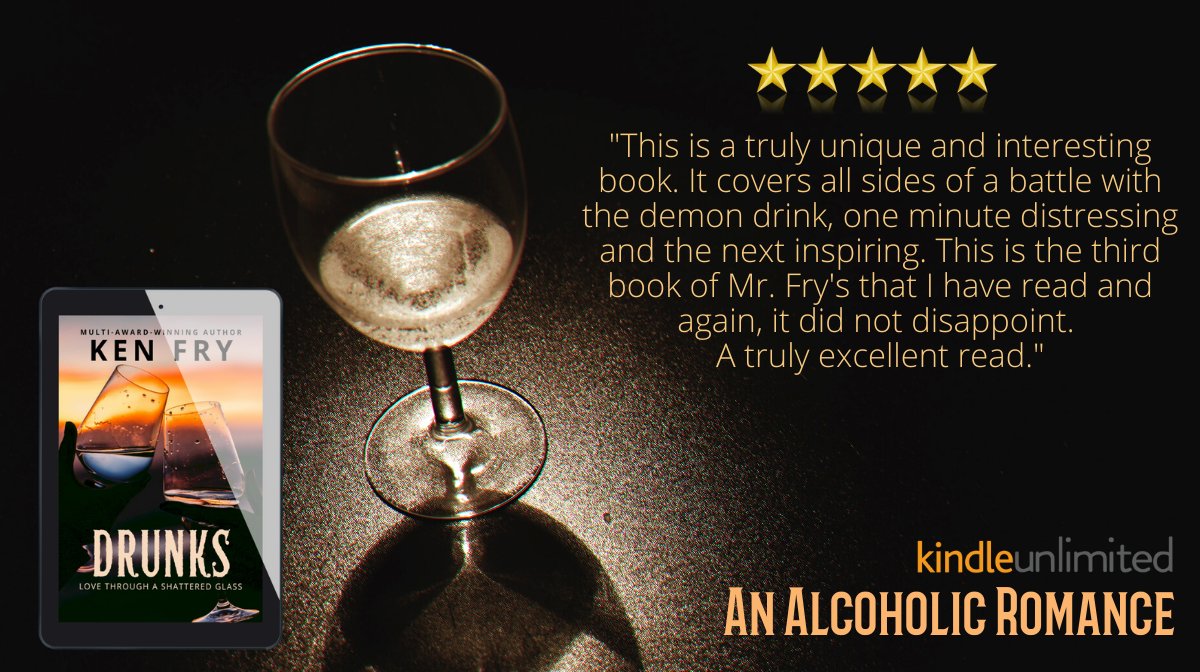 "This is a truly unique and interesting
book. It covers all sides of a battle with
the demon drink, one minute distressing
and the next inspiring. This is the third
book of Mr. Fry's that I have read and
again, it did not disappoint.
A truly excellent read."
MULTI-AWARD-WINNING AUTHOR
KEN FRY
DRUNKS
LOVE THROUGH A SHATTERED GLASS
kindleunlimited
AN ALCOHOLIC ROMANCE